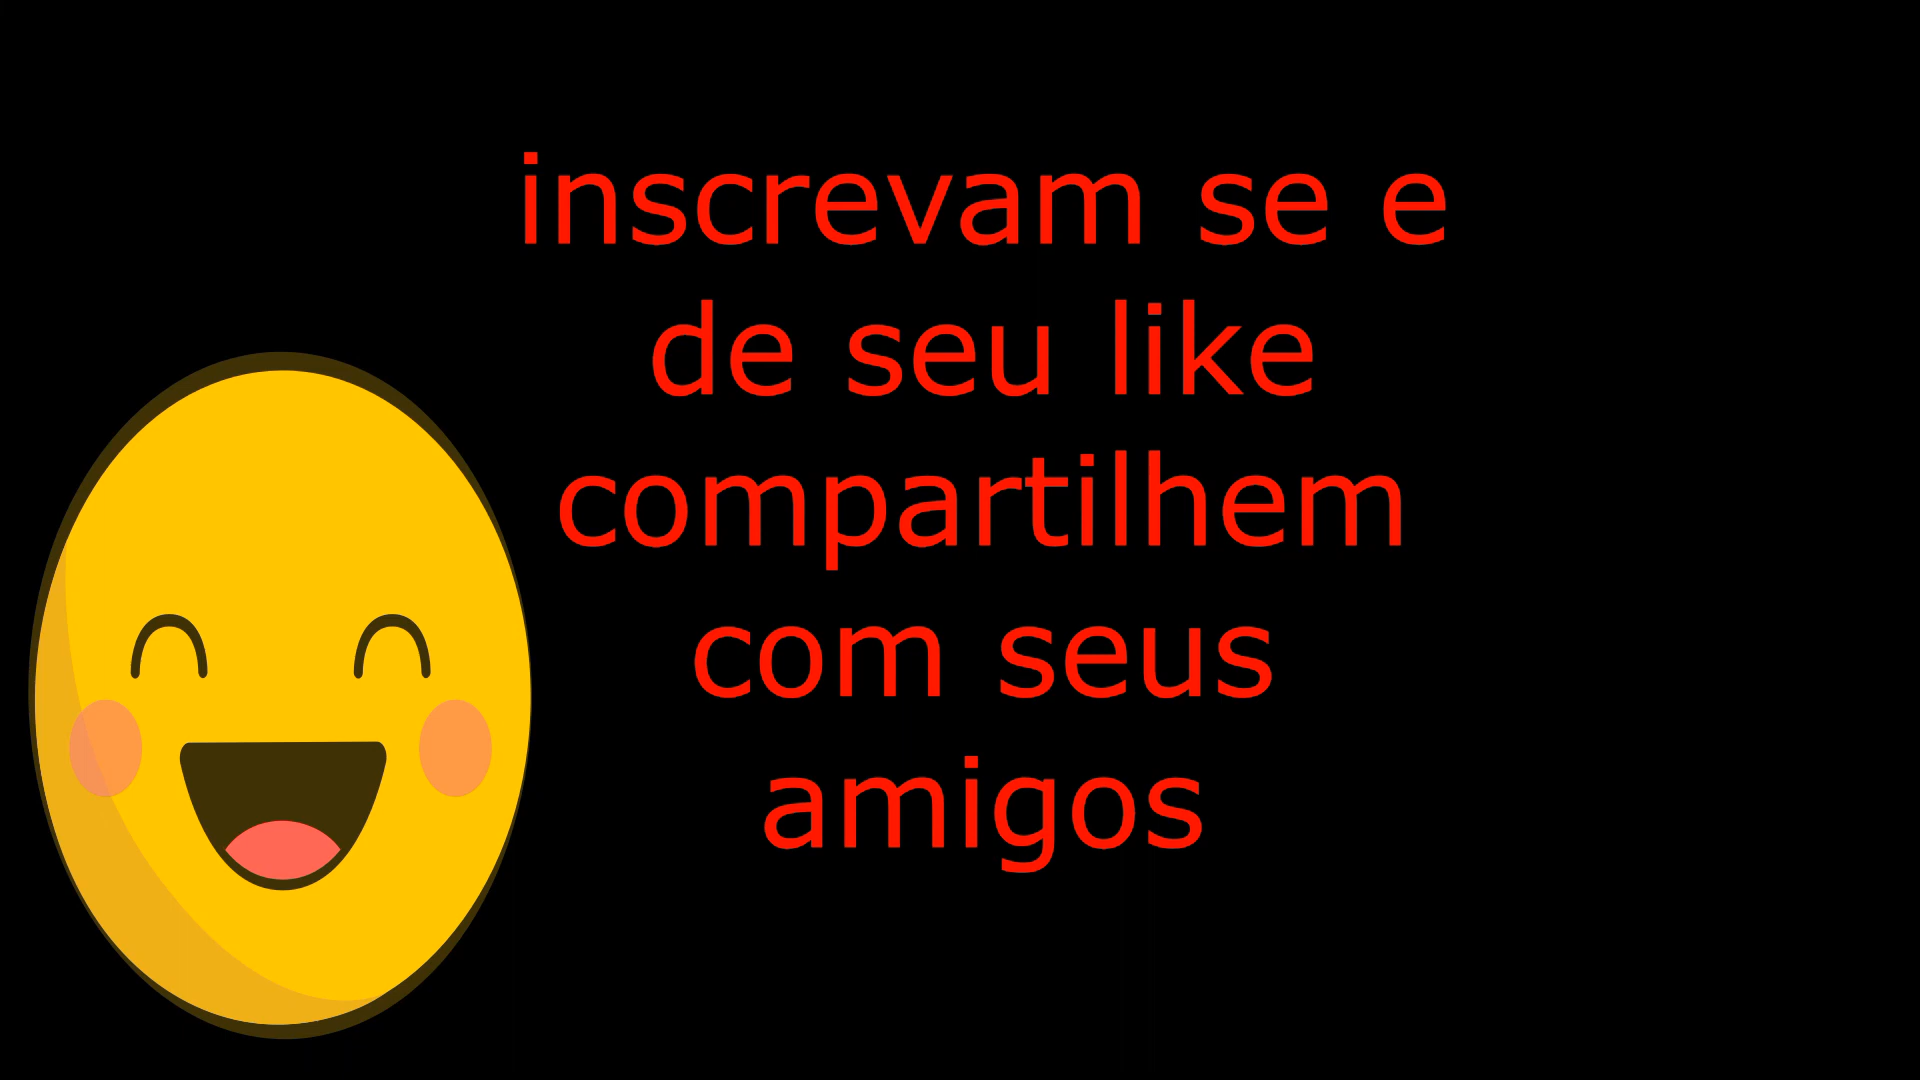 inscrevam se e
de seu like
compartilhem
com seus
amigos